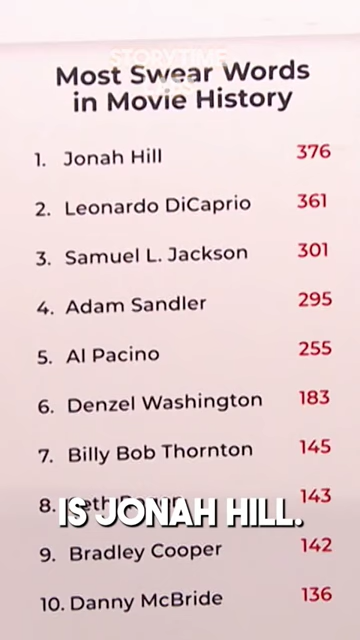 STORYTIME
Most Swear Words
in Movie History
1. Jonah Hill 376
2. Leonardo DiCaprio 361
3. Samuel L. Jackson 301
4. Adam Sandler 295
5. Al Pacino 255
6. Denzel Washington 183
7. Billy Bob Thornton 145
8. 143
IS JONAH HILL.
9. Bradley Cooper 142
10. Danny McBride 136